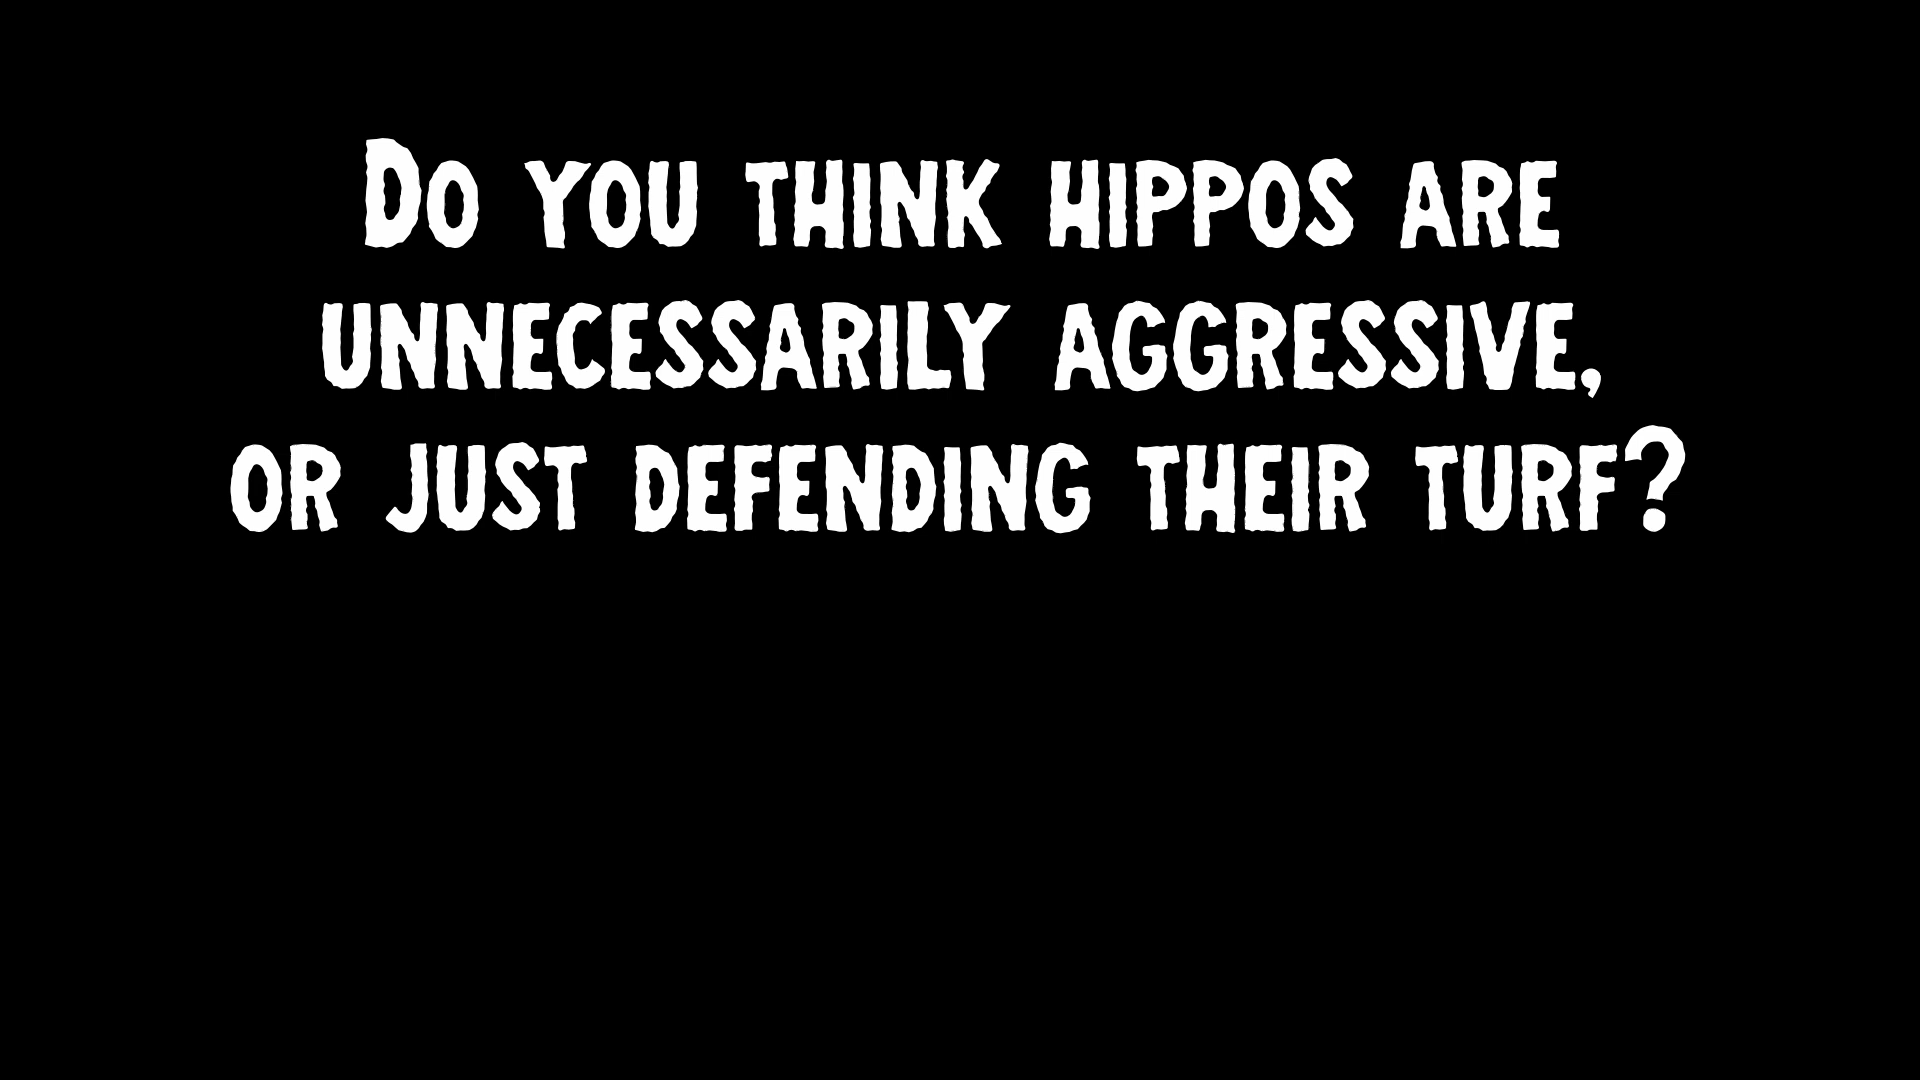 Do you think hippos are
unnecessarily aggressive,
or just defending their turf?